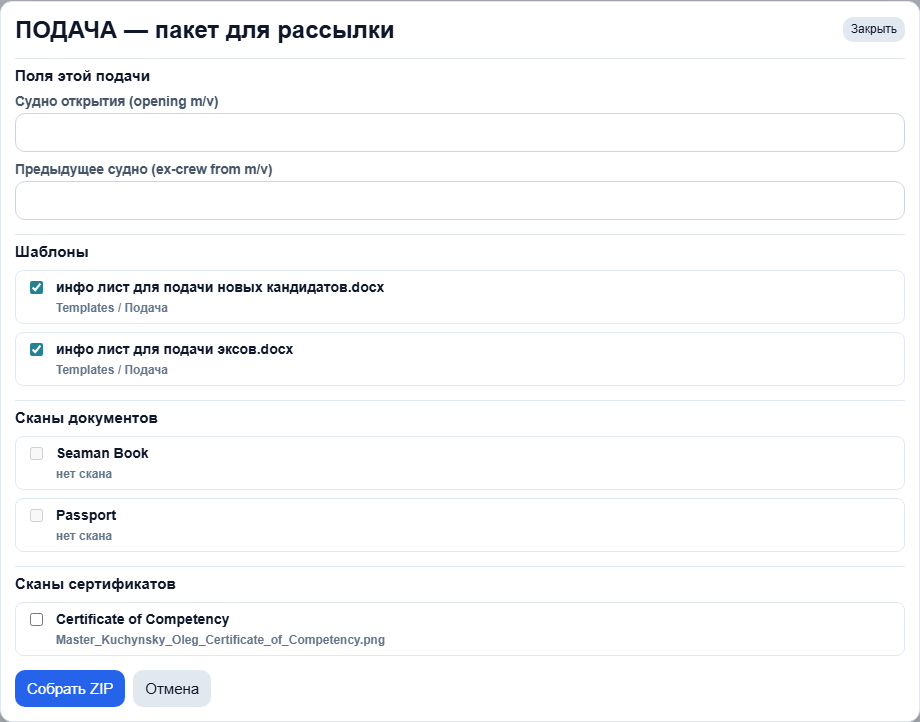 ПОДАЧА — пакет для рассылки
Закрыть
Поля этой подачи
Судно открытия (opening m/v)
Предыдущее судно (ex-crew from m/v)
Шаблоны
инфо лист для подачи новых кандидатов.docx
Templates / Подача
инфо лист для подачи эксов.docx
Templates / Подача
Сканы документов
Seaman Book
нет скана
Passport
нет скана
Сканы сертификатов
Certificate of Competency
Master_Kuchynsky_Oleg_Certificate_of_Competency.png
Собрать ZIP
Отмена